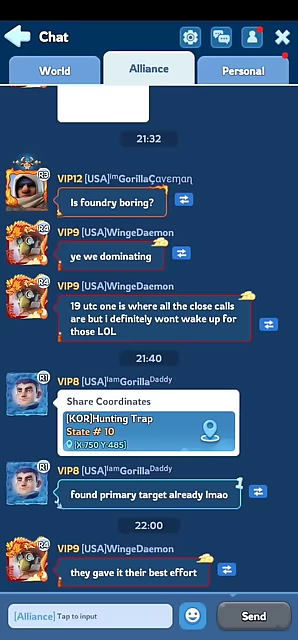 Chat
World
Alliance
Personal
21:32
R3
VIP12 [USA]ᴵᵐGorillaCaveman
Is foundry boring?
R4
VIP9 [USA]WingeDaemon
ye we dominating
R4
VIP9 [USA]WingeDaemon
19 utc one is where all the close calls
are but i definitely wont wake up for
those LOL
21:40
R1
VIP8 [USA]ᴵᵃᵐGorillaᴰᵃᵈᵈʸ
Share Coordinates
[KOR]Hunting Trap
State # 10
(X 750 Y 485)
R1
VIP8 [USA]ᴵᵃᵐGorillaᴰᵃᵈᵈʸ
found primary target already lmao
22:00
R4
VIP9 [USA]WingeDaemon
they gave it their best effort
[Alliance] Tap to input
Send